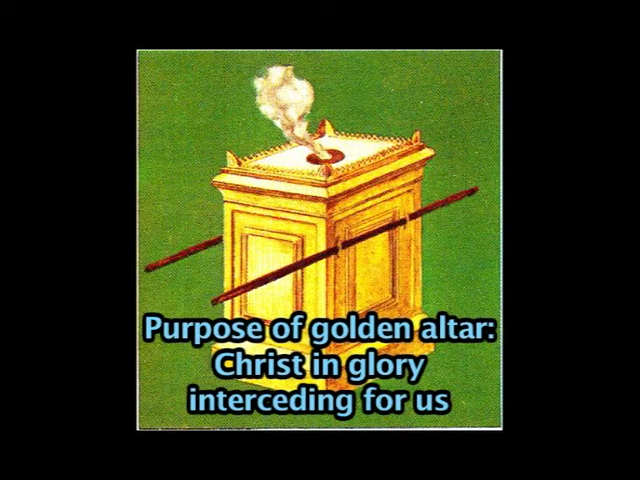 Purpose of golden altar:
Christ in glory
interceding for us